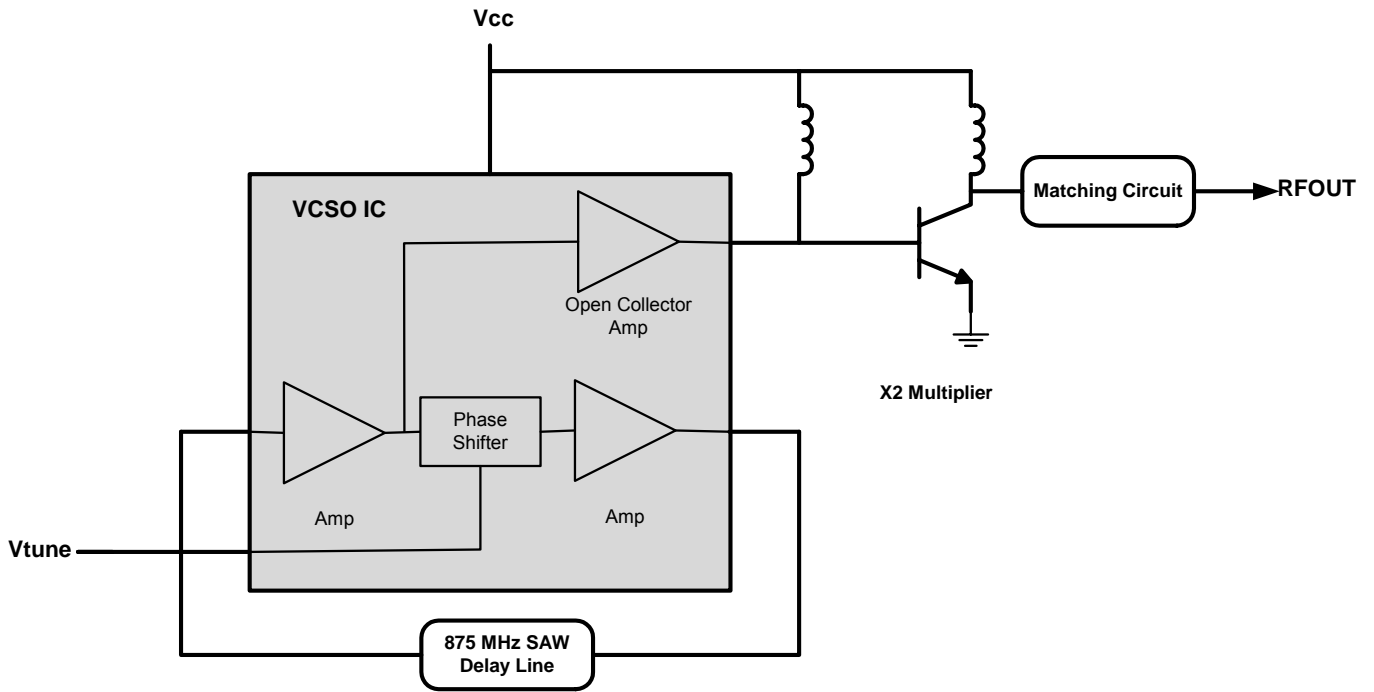 Vcc
VCSO IC
Matching Circuit
RFOUT
Open Collector
Amp
X2 Multiplier
Phase
Shifter
Amp
Amp
Vtune
875 MHz SAW
Delay Line